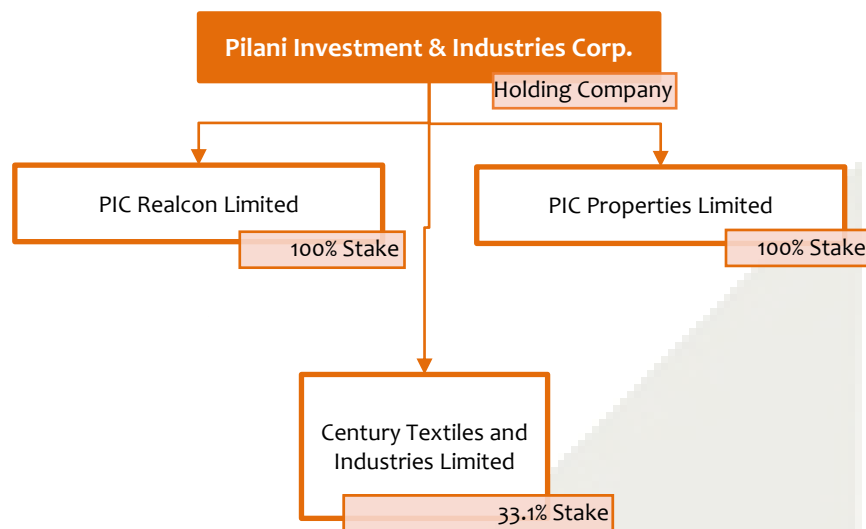 Pilani Investment & Industries Corp.
Holding Company
PIC Realcon Limited
100% Stake
PIC Properties Limited
100% Stake
Century Textiles and
Industries Limited
33.1% Stake